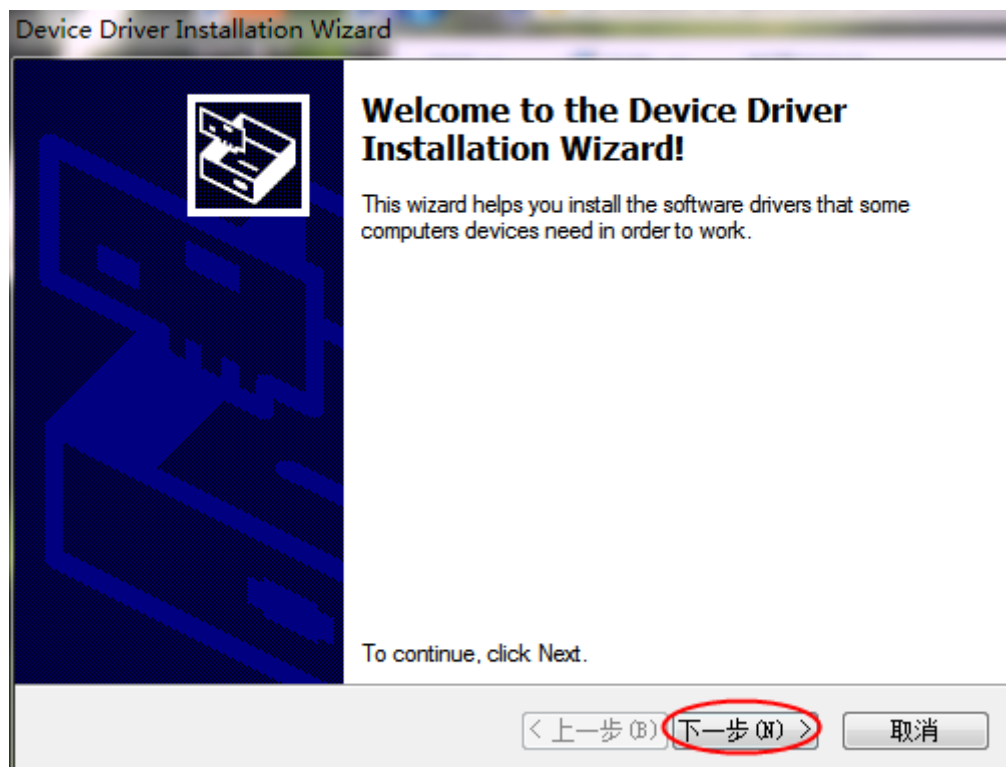 Device Driver Installation Wizard
Welcome to the Device Driver
Installation Wizard!
This wizard helps you install the software drivers that some
computers devices need in order to work.
To continue, click Next.
< 上一步(B) 下一步(N) > 取消